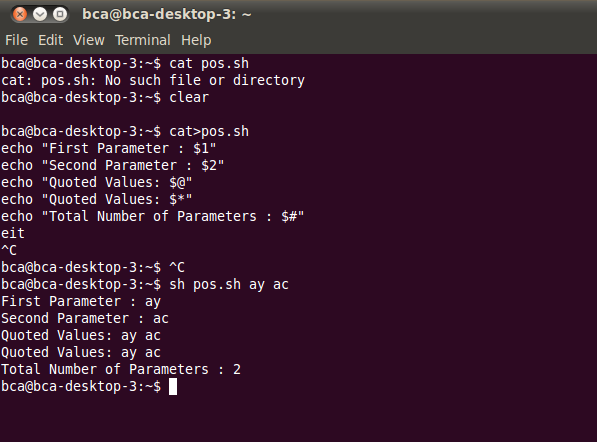 bca@bca-desktop-3: ~
File Edit View Terminal Help
bca@bca-desktop-3:~$ cat pos.sh
cat: pos.sh: No such file or directory
bca@bca-desktop-3:~$ clear
bca@bca-desktop-3:~$ cat>pos.sh
echo "First Parameter : $1"
echo "Second Parameter : $2"
echo "Quoted Values: $@"
echo "Quoted Values: $*"
echo "Total Number of Parameters : $#"
eit
^C
bca@bca-desktop-3:~$ ^C
bca@bca-desktop-3:~$ sh pos.sh ay ac
First Parameter : ay
Second Parameter : ac
Quoted Values: ay ac
Quoted Values: ay ac
Total Number of Parameters : 2
bca@bca-desktop-3:~$